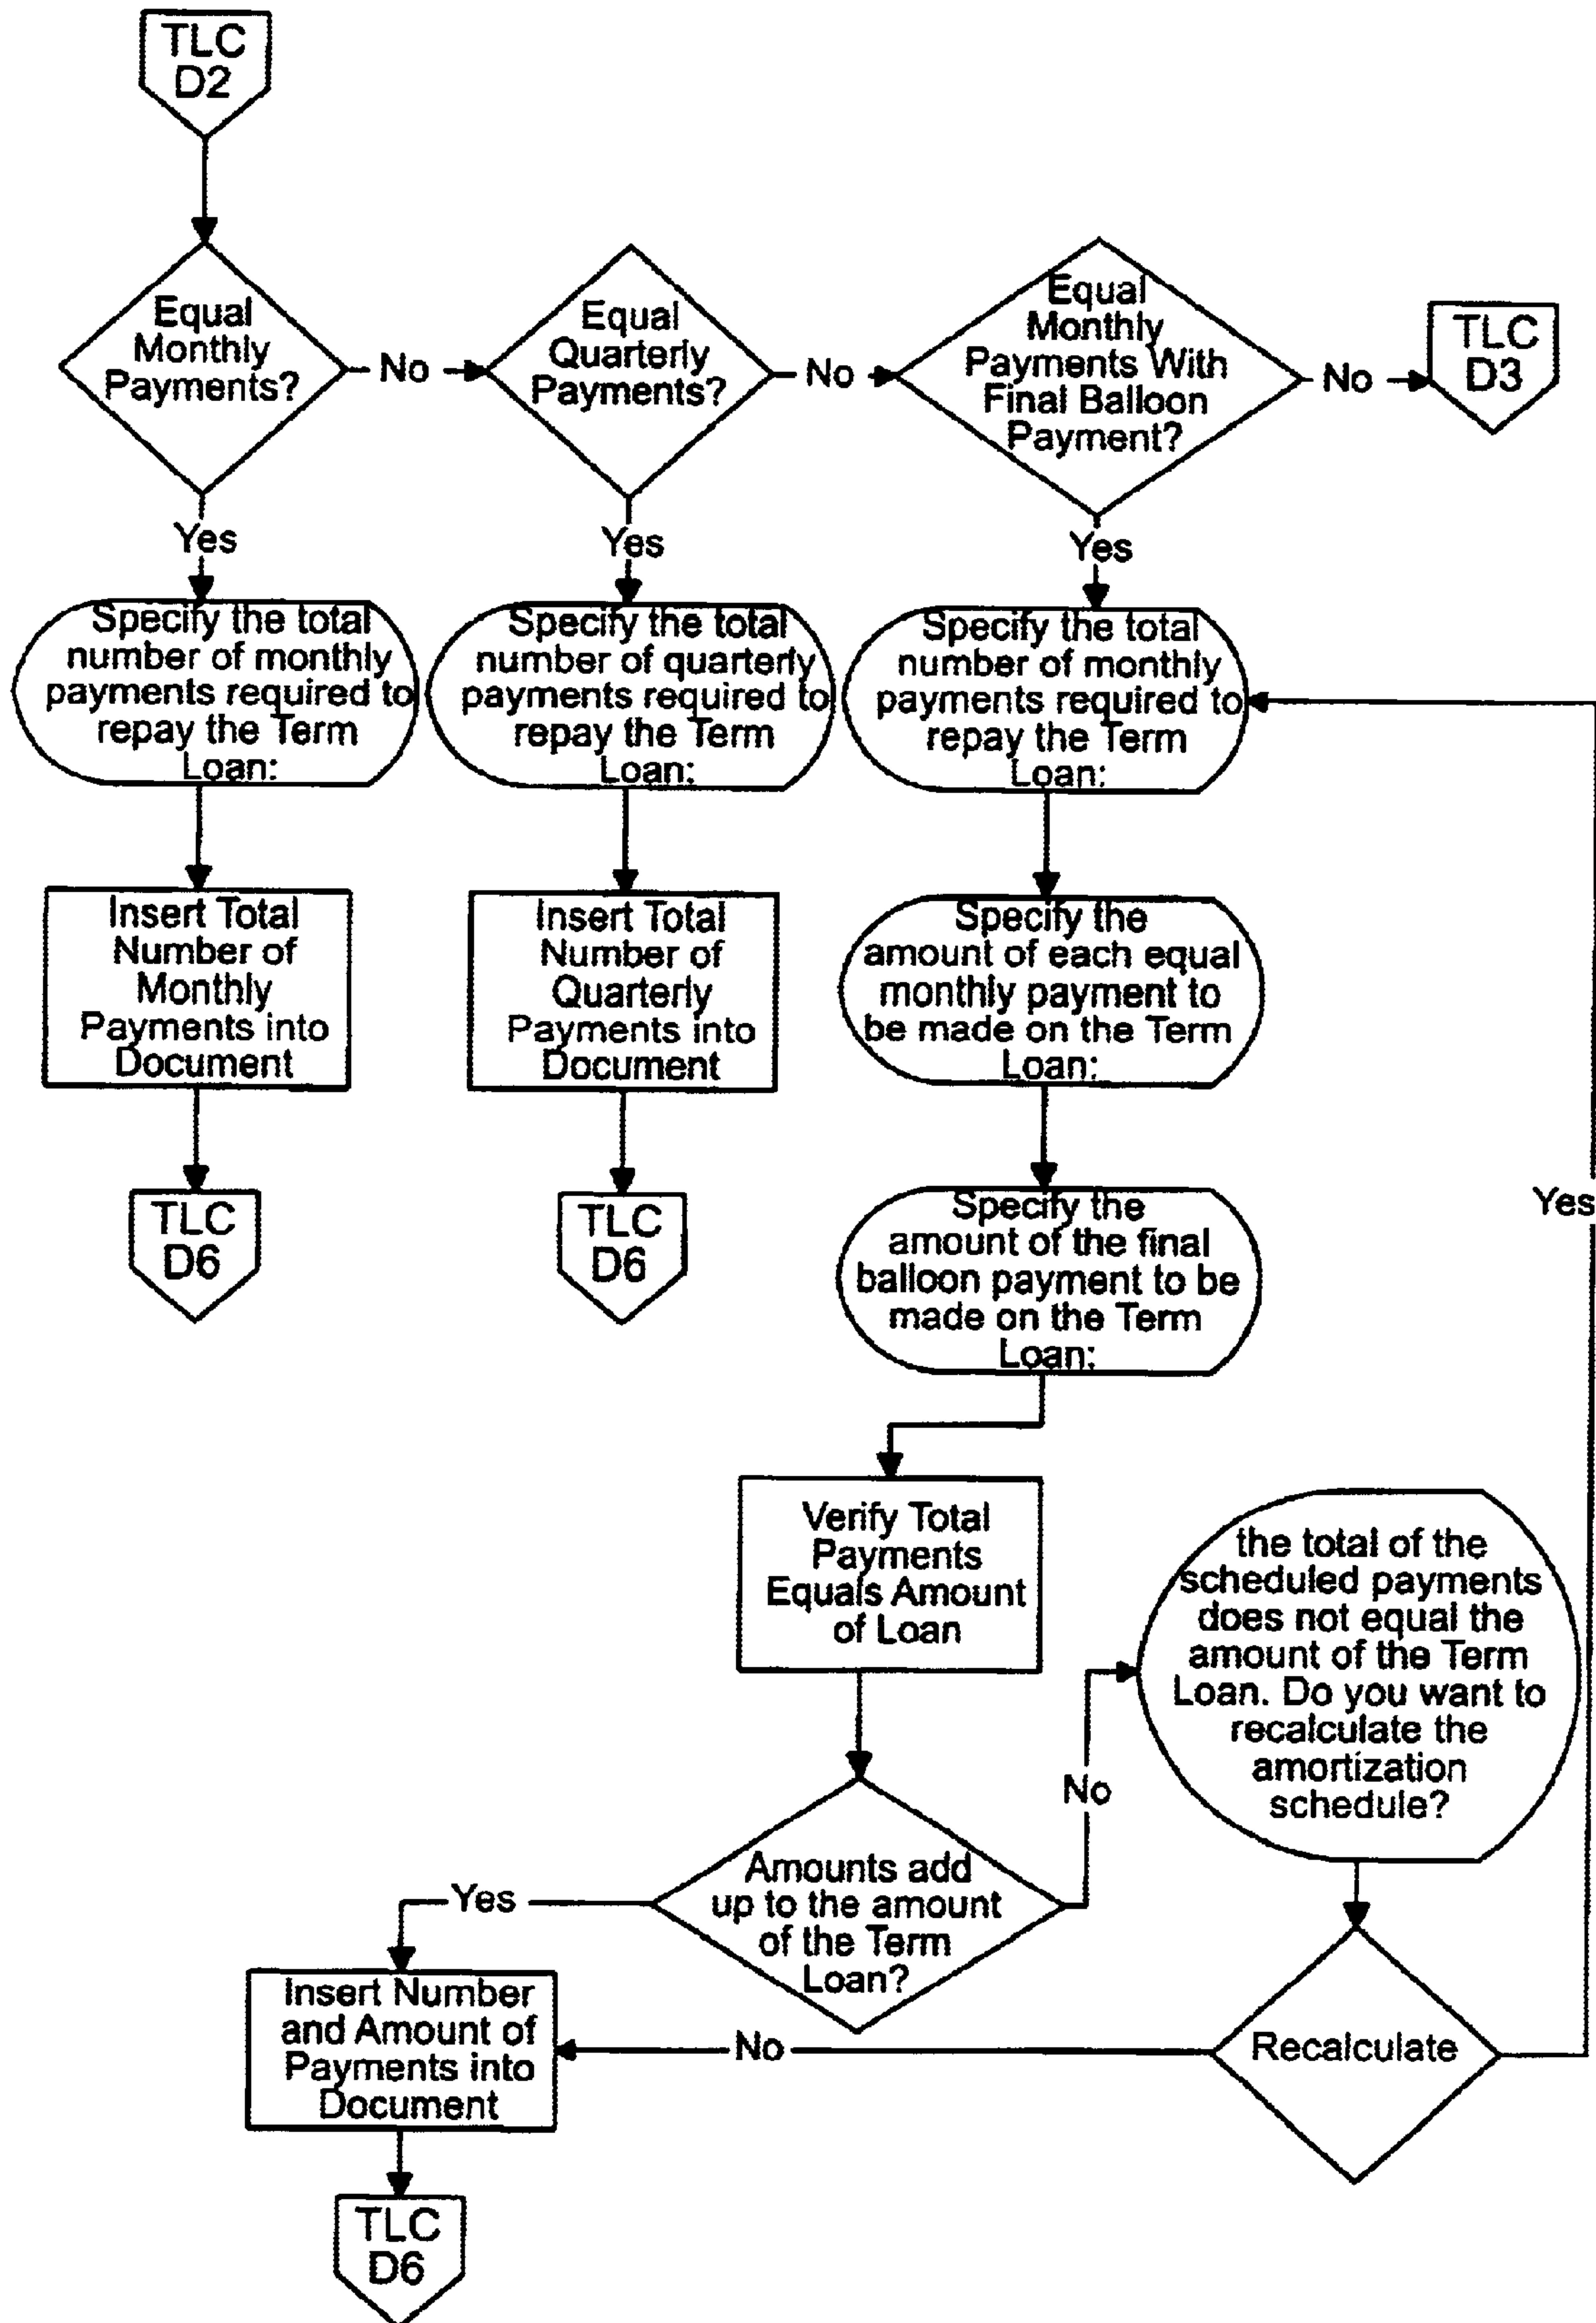 TLC
D2
Equal
Monthly
Payments?
No
Equal
Quarterly
Payments?
No
Equal
Monthly
Payments With
Final Balloon
Payment?
No
TLC
D3
Yes
Yes
Yes
Specify the total
number of monthly
payments required to
repay the Term
Loan:
Specify the total
number of quarterly
payments required to
repay the Term
Loan:
Specify the total
number of monthly
payments required to
repay the Term
Loan:
Insert Total
Number of
Monthly
Payments into
Document
Insert Total
Number of
Quarterly
Payments into
Document
Specify the
amount of each equal
monthly payment to
be made on the Term
Loan:
TLC
D6
TLC
D6
Specify the
amount of the final
balloon payment to be
made on the Term
Loan:
Yes
Verify Total
Payments
Equals Amount
of Loan
the total of the
scheduled payments
does not equal the
amount of the Term
Loan. Do you want to
recalculate the
amortization
schedule?
No
Amounts add
up to the amount
of the Term
Loan?
Yes
Insert Number
and Amount of
Payments into
Document
No
Recalculate
TLC
D6